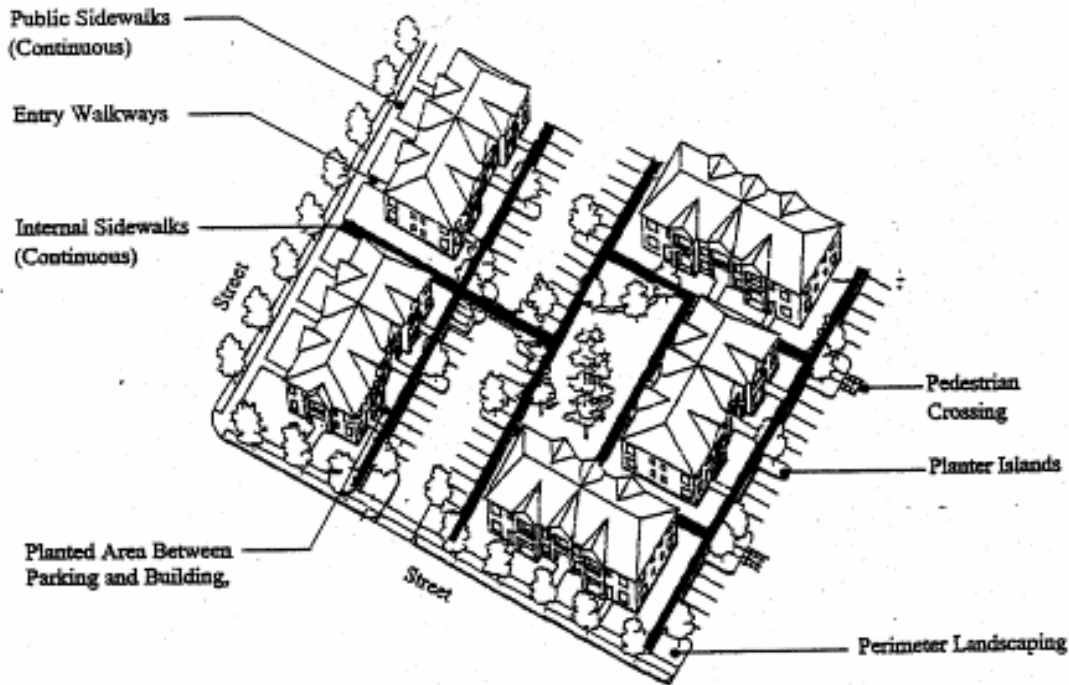 Public Sidewalks
(Continuous)
Entry Walkways
Internal Sidewalks
(Continuous)
Street
Pedestrian
Crossing
Planter Islands
Planted Area Between
Parking and Building,
Street
Perimeter Landscaping